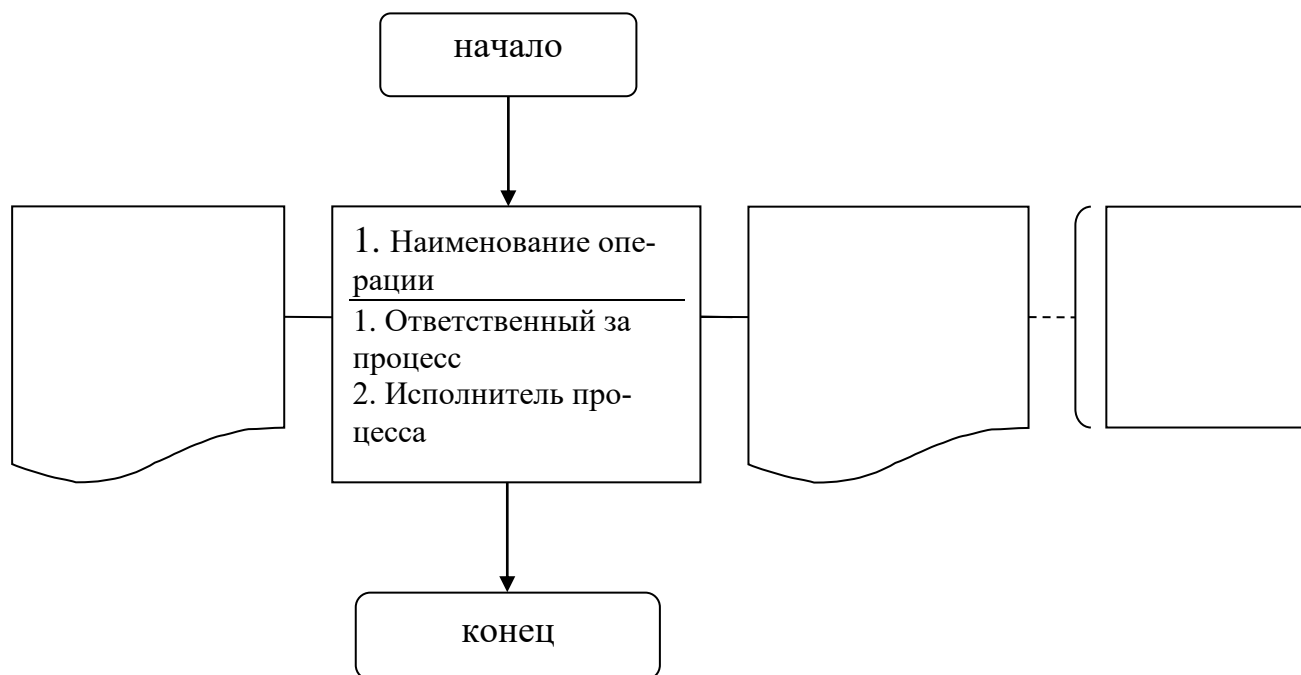 начало
1. Наименование опе-
рации
1. Ответственный за
процесс
2. Исполнитель про-
цесса
конец